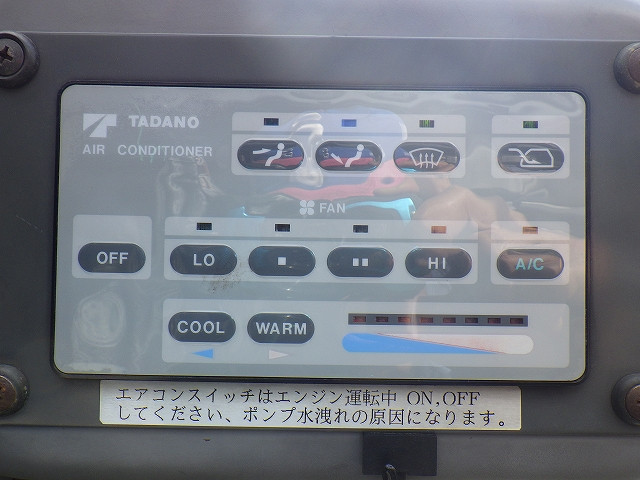 TADANO
AIR CONDITIONER
FAN
OFF
LO
HI
A/C
COOL
WARM
エアコンスイッチはエンジン運転中 ON,OFF
してください、ポンプ水洩れの原因になります。